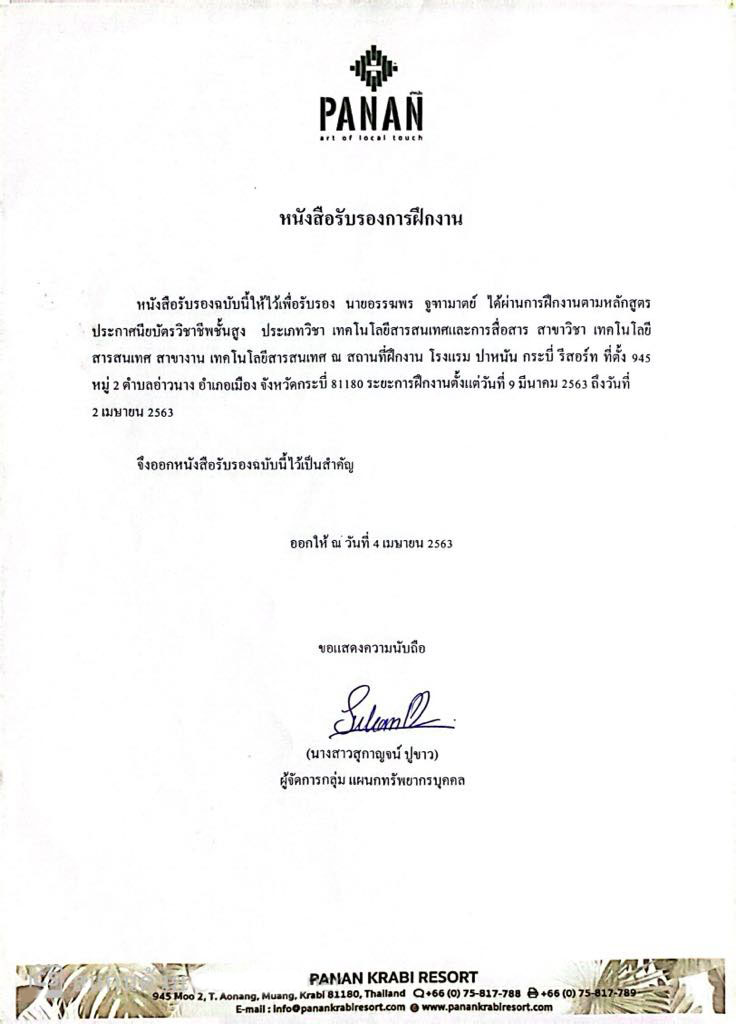 PANAN
art of local touch
หนังสือรับรองการฝึกงาน
หนังสือรับรองฉบับนี้ให้ไว้เพื่อรับรอง นายอรรฆพร จูฑามาตย์ ได้ผ่านการฝึกงานตามหลักสูตร
ประกาศนียบัตรวิชาชีพชั้นสูง ประเภทวิชา เทคโนโลยีสารสนเทศและการสื่อสาร สาขาวิชา เทคโนโลยี
สารสนเทศ สาขางาน เทคโนโลยีสารสนเทศ ณ สถานที่ฝึกงาน โรงแรม ปาหนัน กระบี่ รีสอร์ท ที่ตั้ง 945
หมู่ 2 ตำบลอ่าวนาง อำเภอเมือง จังหวัดกระบี่ 81180 ระยะการฝึกงานตั้งแต่วันที่ 9 มีนาคม 2563 ถึงวันที่
2 เมษายน 2563
จึงออกหนังสือรับรองฉบับนี้ไว้เป็นสำคัญ
ออกให้ ณ วันที่ 4 เมษายน 2563
ขอแสดงความนับถือ
(นางสาวสุกาญจน์ ปูขาว)
ผู้จัดการกลุ่ม แผนกทรัพยากรบุคคล
PANAN KRABI RESORT
945 Moo 2, T. Aonang, Muang, Krabi 81180, Thailand +66 (0) 75-817-788 +66 (0) 75-817-789
E-mail : info@panankrabiresort.com www.panankrabiresort.com